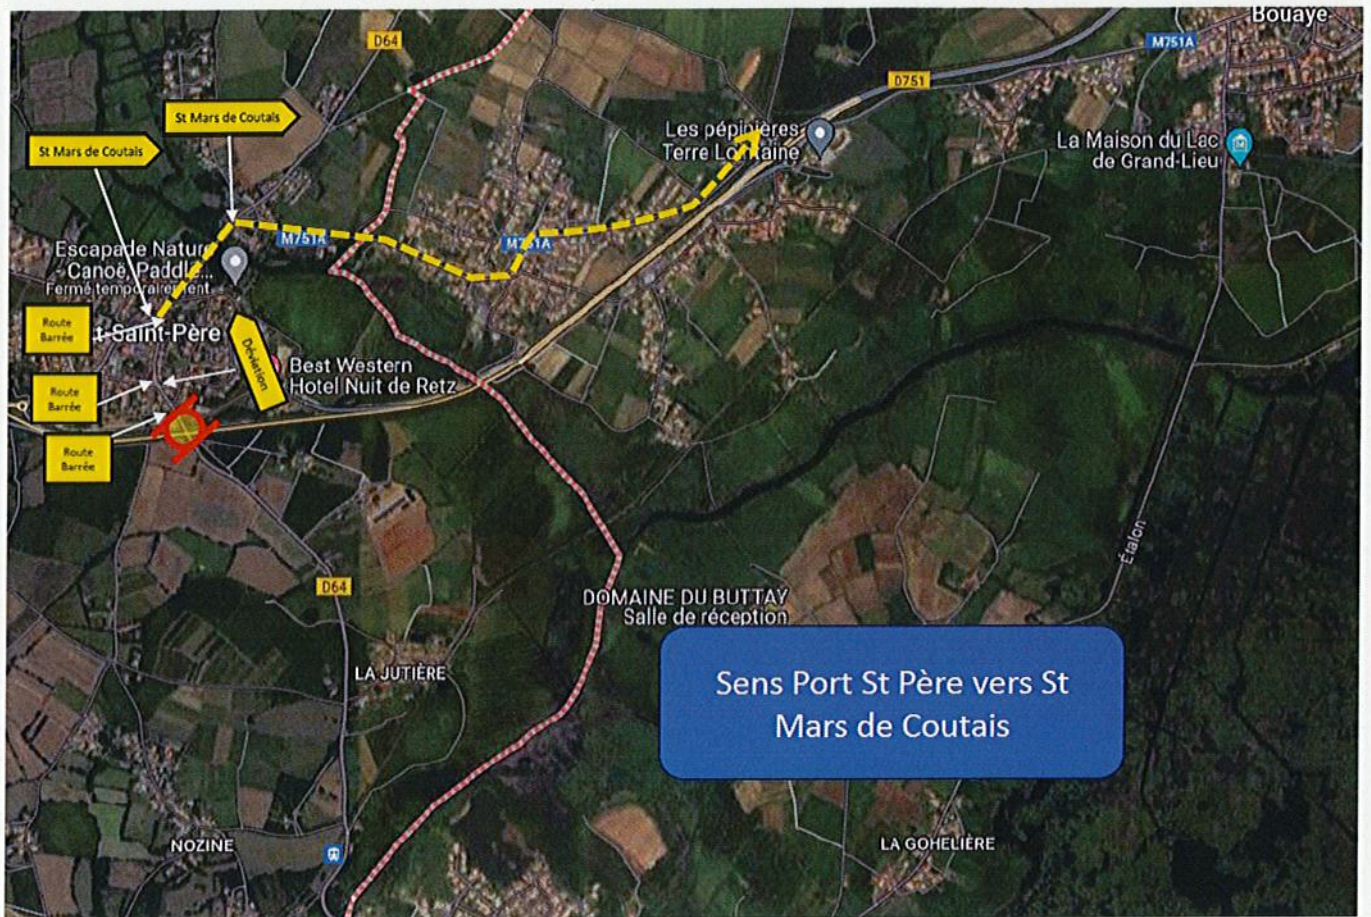 Bouaye
D64
M751A
D751
St Mars de Coutais
St Mars de Coutais
Les pépinières
Terre Lorraine
La Maison du Lac
de Grand-Lieu
M751A
M751A
Escapade Nature
- Canoë, Paddle...
Fermé temporairement
Route
Barrée
t-Saint-Père
Déviation
Best Western
Hotel Nuit de Retz
Route
Barrée
Route
Barrée
Étalon
D64
DOMAINE DU BUTTAY
Salle de réception
LA JUTIÈRE
Sens Port St Père vers St
Mars de Coutais
NOZINE
LA GOHELIÈRE